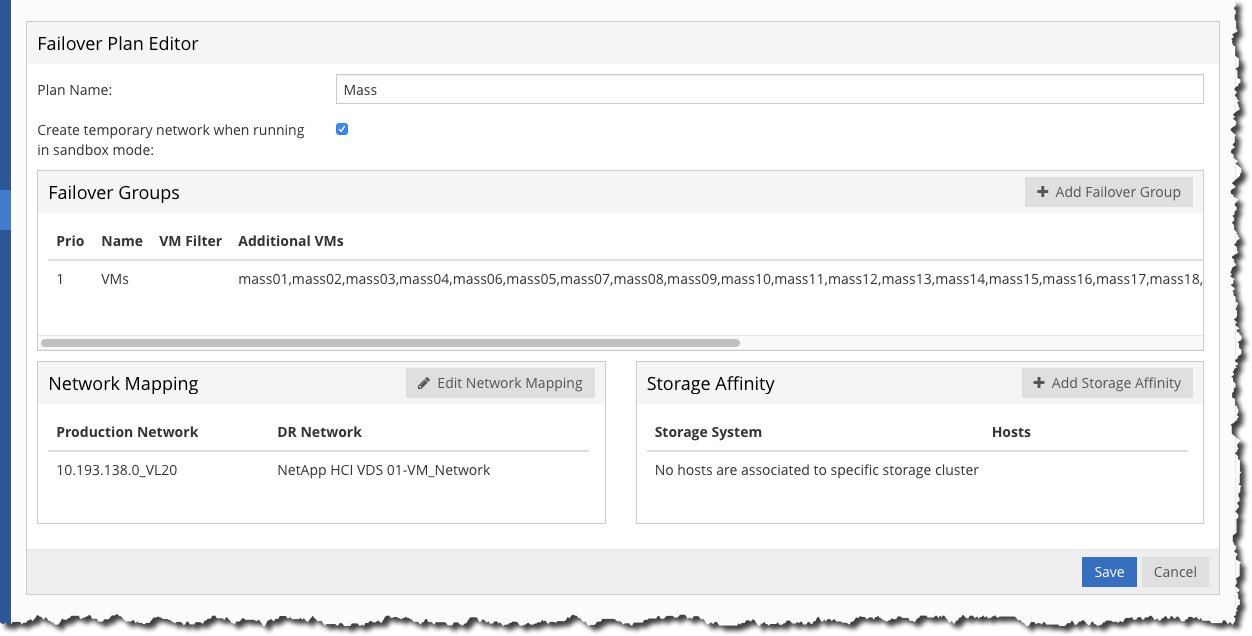 Failover Plan Editor
Plan Name:
Mass
Create temporary network when running
in sandbox mode:
Failover Groups
Add Failover Group
Prio Name VM Filter Additional VMs
1 VMs mass01,mass02,mass03,mass04,mass06,mass05,mass07,mass08,mass09,mass10,mass11,mass12,mass13,mass14,mass15,mass16,mass17,mass18,
Network Mapping
Edit Network Mapping
Production Network DR Network
10.193.138.0_VL20 NetApp HCI VDS 01-VM_Network
Storage Affinity
Add Storage Affinity
Storage System Hosts
No hosts are associated to specific storage cluster
Save Cancel